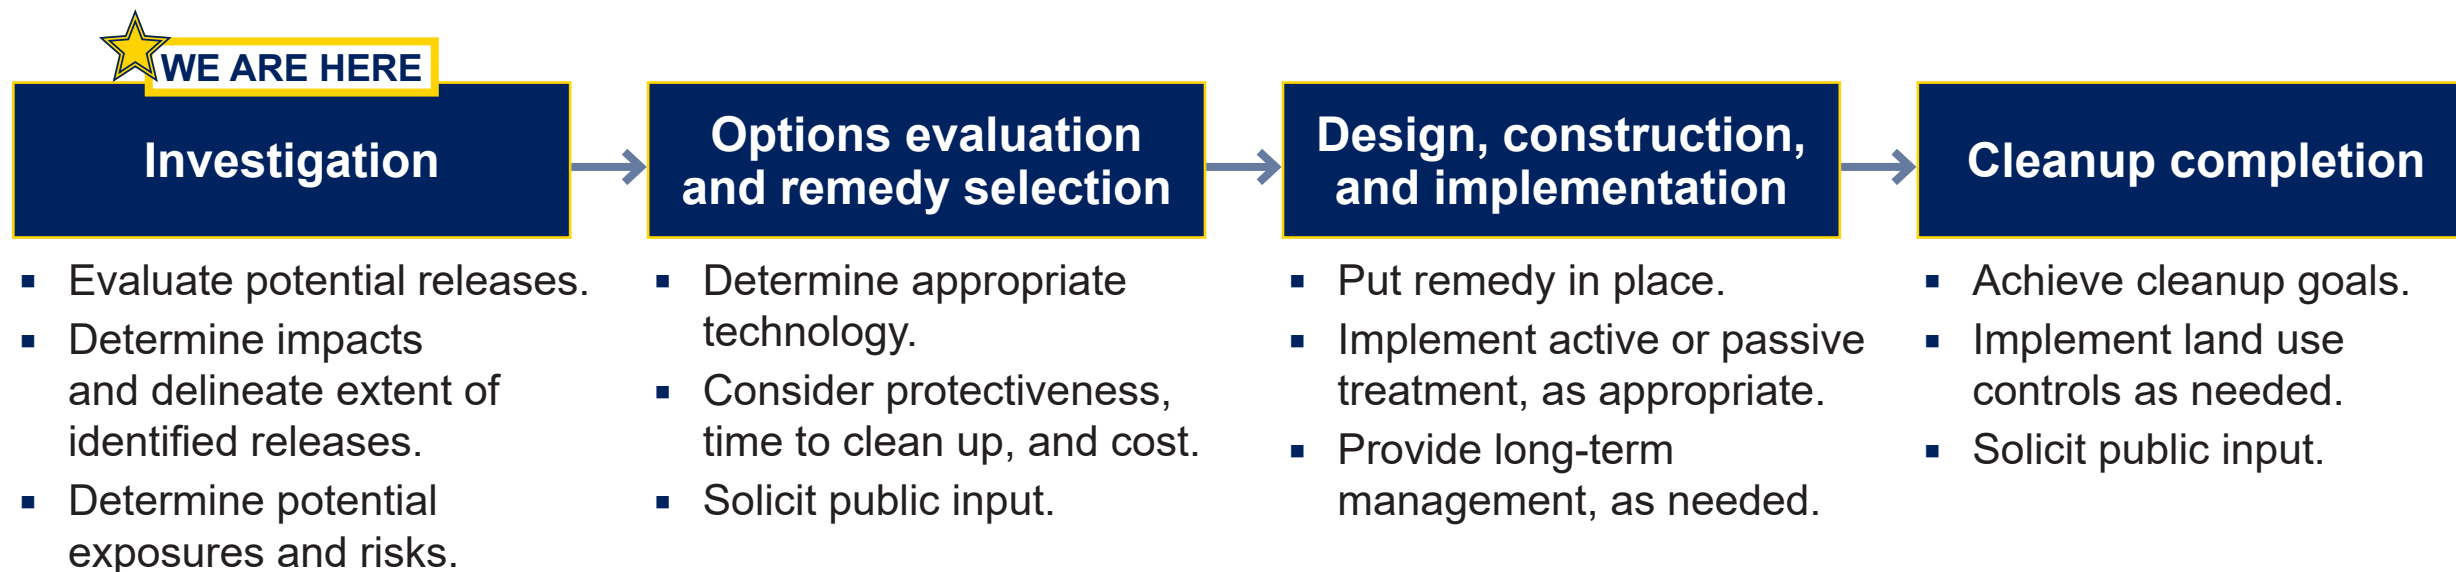 WE ARE HERE
Investigation
▪ Evaluate potential releases.
▪ Determine impacts
and delineate extent of
identified releases.
▪ Determine potential
exposures and risks.
Options evaluation
and remedy selection
▪ Determine appropriate
technology.
▪ Consider protectiveness,
time to clean up, and cost.
▪ Solicit public input.
Design, construction,
and implementation
▪ Put remedy in place.
▪ Implement active or passive
treatment, as appropriate.
▪ Provide long-term
management, as needed.
Cleanup completion
▪ Achieve cleanup goals.
▪ Implement land use
controls as needed.
▪ Solicit public input.